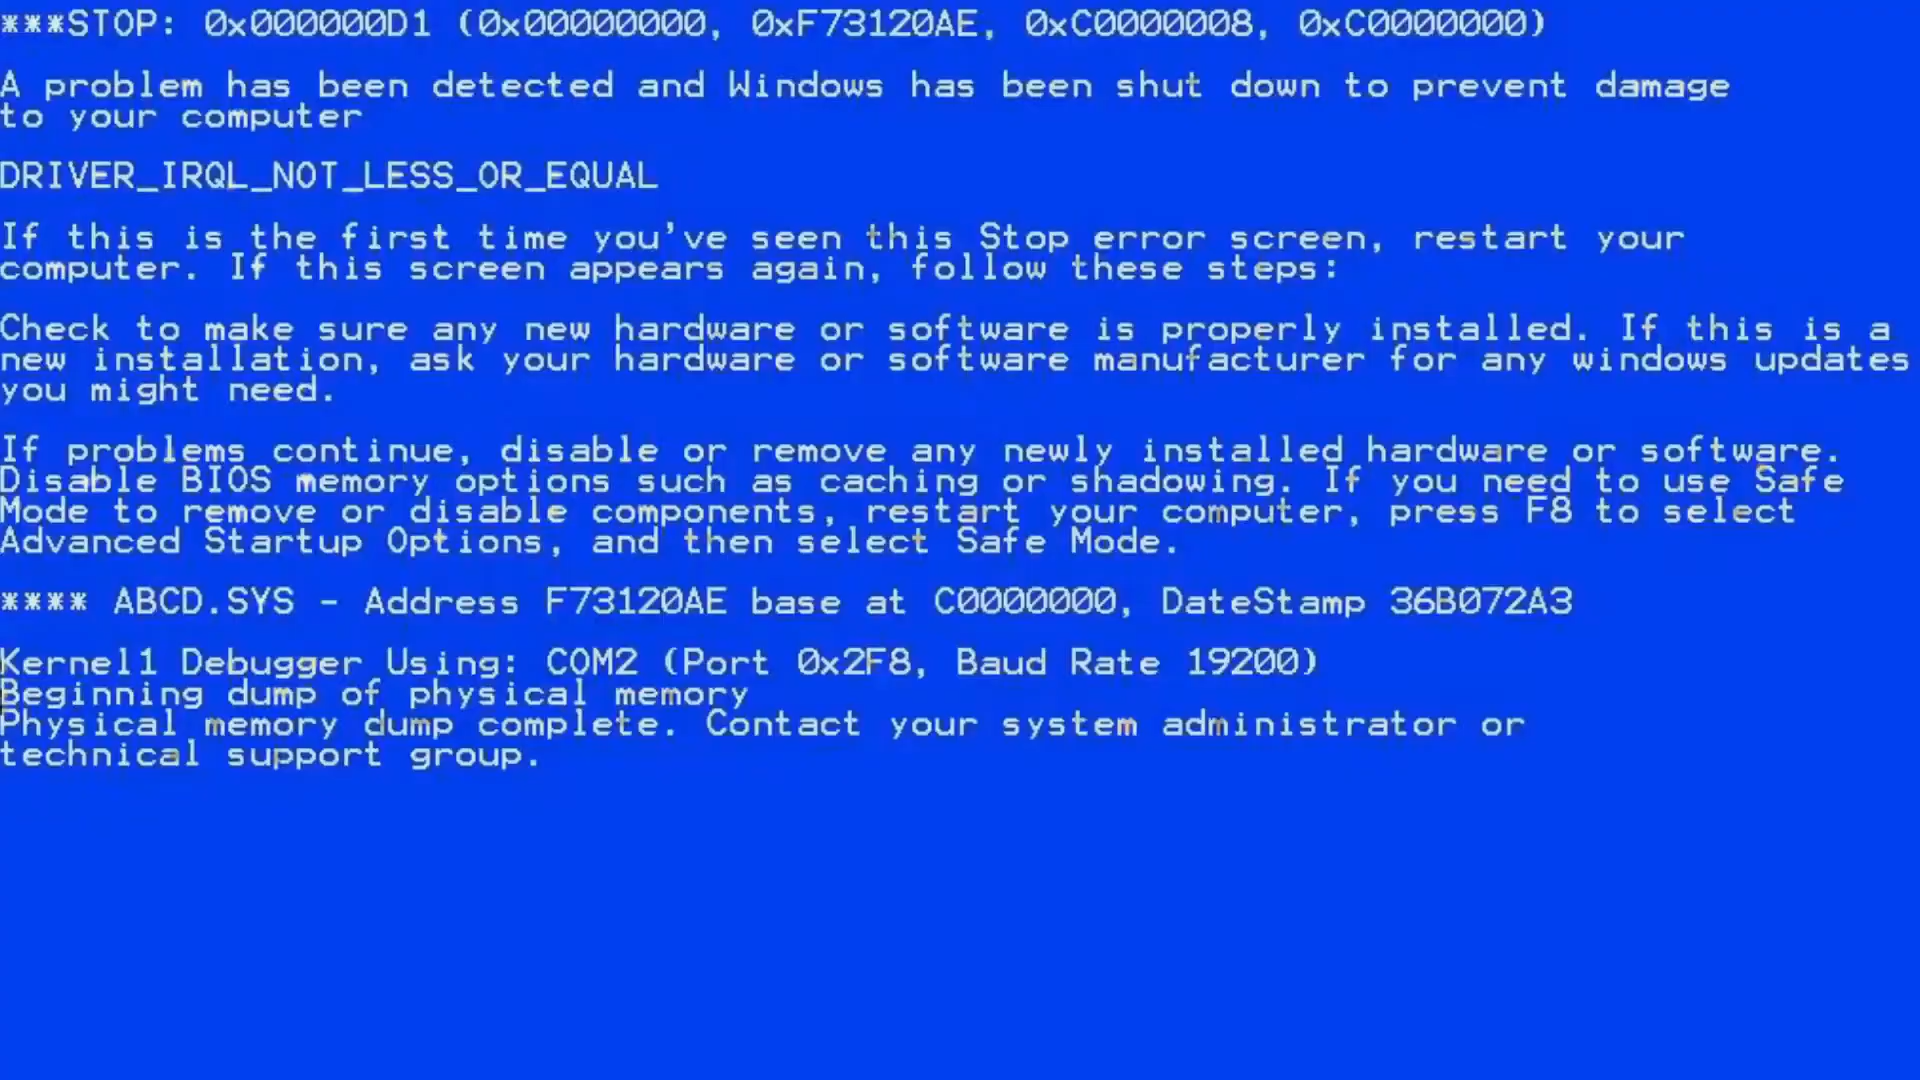 ***STOP: 0x000000D1 (0x00000000, 0xF73120AE, 0xC0000008, 0xC0000000)
A problem has been detected and Windows has been shut down to prevent damage
to your computer
DRIVER_IRQL_NOT_LESS_OR_EQUAL
If this is the first time you've seen this Stop error screen, restart your
computer. If this screen appears again, follow these steps:
Check to make sure any new hardware or software is properly installed. If this is a
new installation, ask your hardware or software manufacturer for any windows updates
you might need.
If problems continue, disable or remove any newly installed hardware or software.
Disable BIOS memory options such as caching or shadowing. If you need to use Safe
Mode to remove or disable components, restart your computer, press F8 to select
Advanced Startup Options, and then select Safe Mode.
**** ABCD.SYS - Address F73120AE base at C0000000, DateStamp 36B072A3
Kernel1 Debugger Using: COM2 (Port 0x2F8, Baud Rate 19200)
Beginning dump of physical memory
Physical memory dump complete. Contact your system administrator or
technical support group.